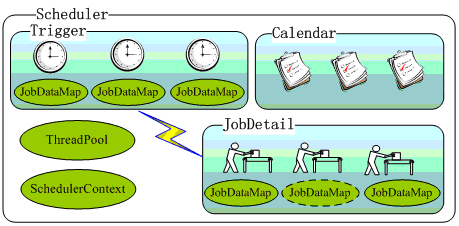 Scheduler
Trigger
Calendar
JobDataMap JobDataMap JobDataMap
ThreadPool
JobDetail
SchedulerContext
JobDataMap JobDataMap JobDataMap